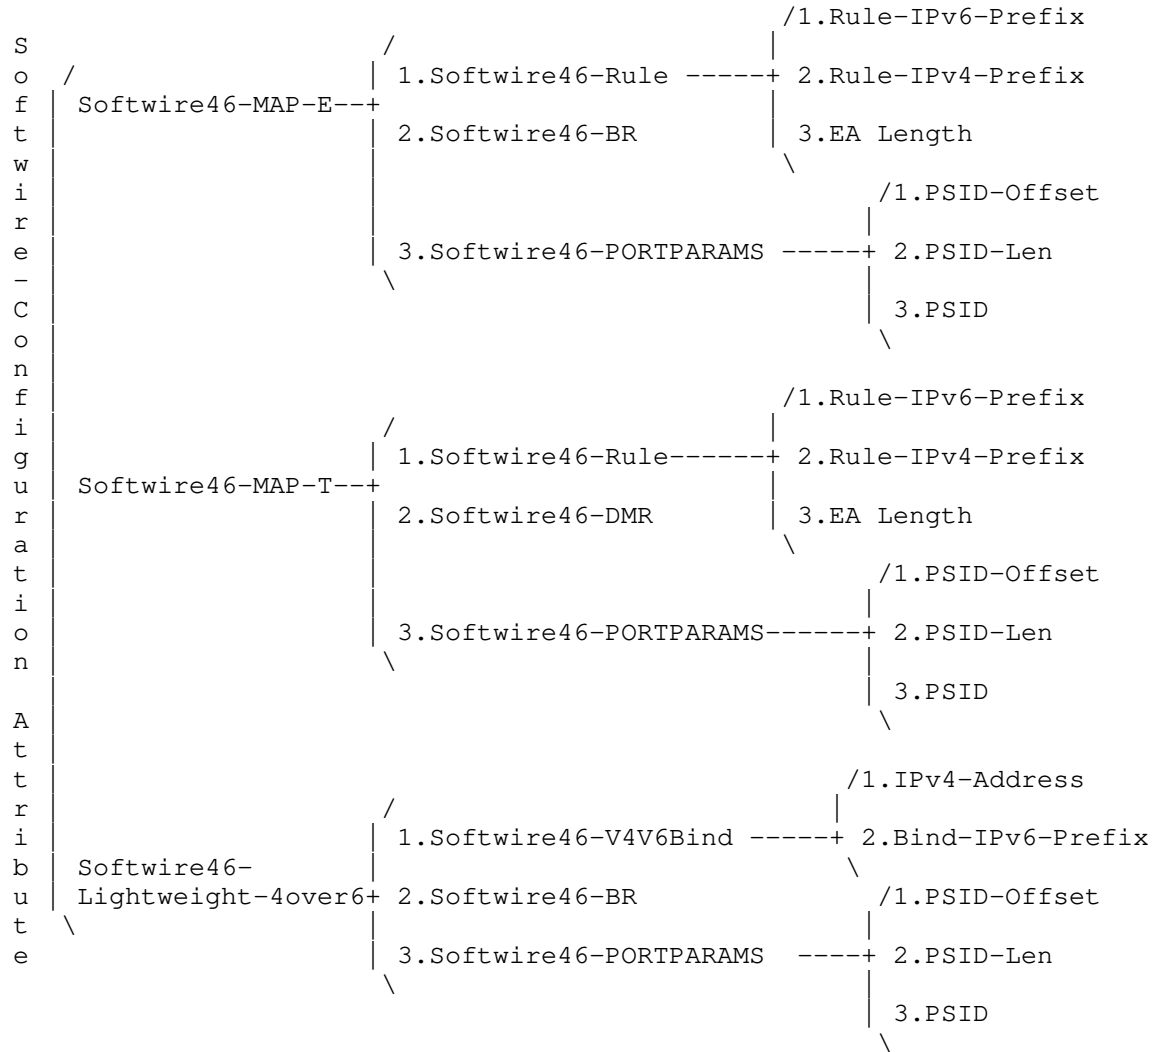 Softwire-Configuration Attribute
/1.Rule-IPv6-Prefix
1.Softwire46-Rule -----+ 2.Rule-IPv4-Prefix
Softwire46-MAP-E--+
2.Softwire46-BR | 3.EA Length
/1.PSID-Offset
3.Softwire46-PORTPARAMS -----+ 2.PSID-Len
3.PSID
/1.Rule-IPv6-Prefix
1.Softwire46-Rule------+ 2.Rule-IPv4-Prefix
Softwire46-MAP-T--+
2.Softwire46-DMR | 3.EA Length
/1.PSID-Offset
3.Softwire46-PORTPARAMS------+ 2.PSID-Len
3.PSID
/1.IPv4-Address
1.Softwire46-V4V6Bind -----+ 2.Bind-IPv6-Prefix
Softwire46-
Lightweight-4over6+ 2.Softwire46-BR /1.PSID-Offset
3.Softwire46-PORTPARAMS ----+ 2.PSID-Len
3.PSID